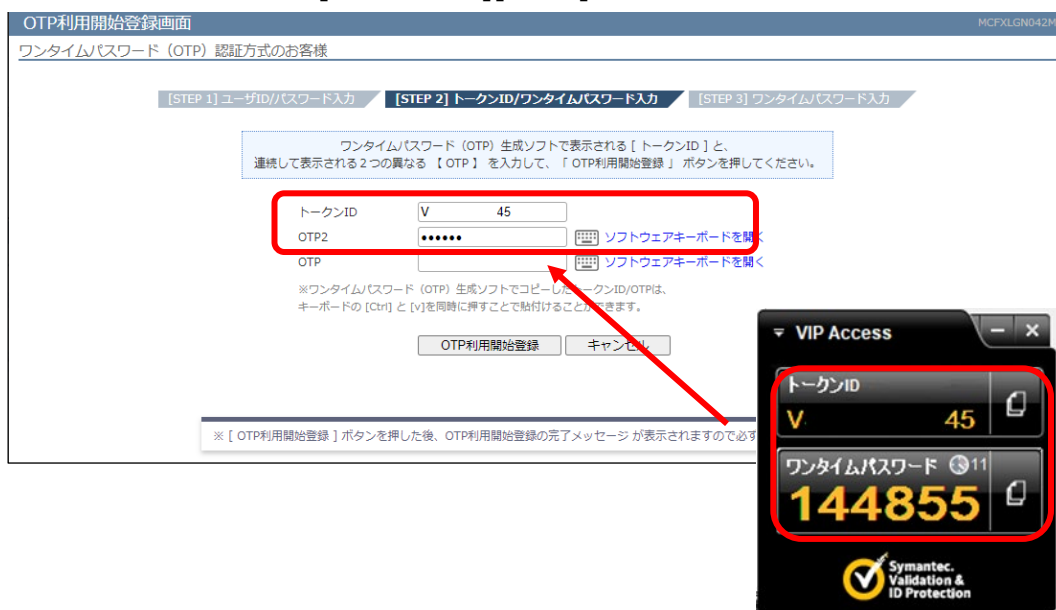 OTP利用開始登録画面
MCFXLGN042M
ワンタイムパスワード（OTP）認証方式のお客様
[STEP 1] ユーザID/パスワード入力
[STEP 2] トークンID/ワンタイムパスワード入力
[STEP 3] ワンタイムパスワード入力
ワンタイムパスワード（OTP）生成ソフトで表示される [ トークンID ] と、
連続して表示される２つの異なる 【 OTP 】 を入力して、「 OTP利用開始登録 」 ボタンを押してください。
トークンID V 45
OTP2 •••••• ソフトウェアキーボードを開く
OTP ソフトウェアキーボードを開く
※ワンタイムパスワード（OTP）生成ソフトでコピーしたトークンID/OTPは、
キーボードの [Ctrl] と [v]を同時に押すことで貼付けることができます。
OTP利用開始登録 キャンセル
※ [ OTP利用開始登録 ] ボタンを押した後、OTP利用開始登録の完了メッセージ が表示されますので必ず
VIP Access
トークンID
V 45
ワンタイムパスワード 11
144855
Symantec.
Validation &
ID Protection